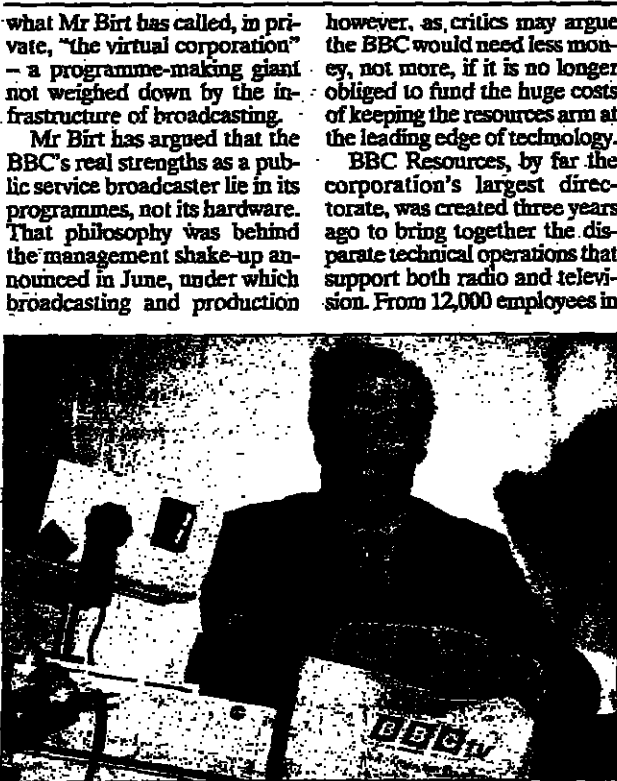 what Mr Birt has called, in pri-
vate, "the virtual corporation"
– a programme-making giant
not weighed down by the in-
frastructure of broadcasting.
Mr Birt has argued that the
BBC's real strengths as a pub-
lic service broadcaster lie in its
programmes, not its hardware.
That philosophy was behind
the management shake-up an-
nounced in June, under which
broadcasting and production
however, as critics may argue
the BBC would need less mon-
ey, not more, if it is no longer
obliged to fund the huge costs
of keeping the resources arm at
the leading edge of technology.
BBC Resources, by far the
corporation's largest direc-
torate, was created three years
ago to bring together the dis-
parate technical operations that
support both radio and televi-
sion. From 12,000 employees in
BBCtv